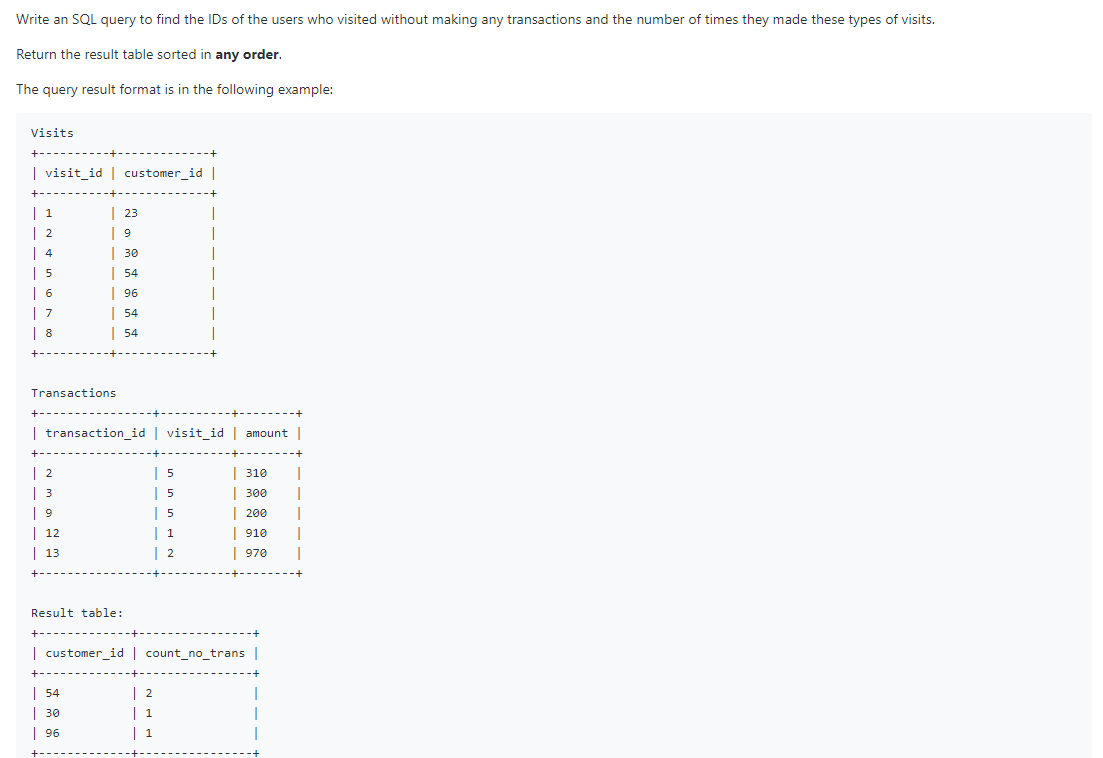 Write an SQL query to find the IDs of the users who visited without making any transactions and the number of times they made these types of visits.
Return the result table sorted in any order.
The query result format is in the following example:
Visits
+----------+-------------+
| visit_id | customer_id |
+----------+-------------+
| 1        | 23          |
| 2        | 9           |
| 4        | 30          |
| 5        | 54          |
| 6        | 96          |
| 7        | 54          |
| 8        | 54          |
+----------+-------------+
Transactions
+----------------+----------+--------+
| transaction_id | visit_id | amount |
+----------------+----------+--------+
| 2              | 5        | 310    |
| 3              | 5        | 300    |
| 9              | 5        | 200    |
| 12             | 1        | 910    |
| 13             | 2        | 970    |
+----------------+----------+--------+
Result table:
+-------------+----------------+
| customer_id | count_no_trans |
+-------------+----------------+
| 54          | 2              |
| 30          | 1              |
| 96          | 1              |
+-------------+----------------+